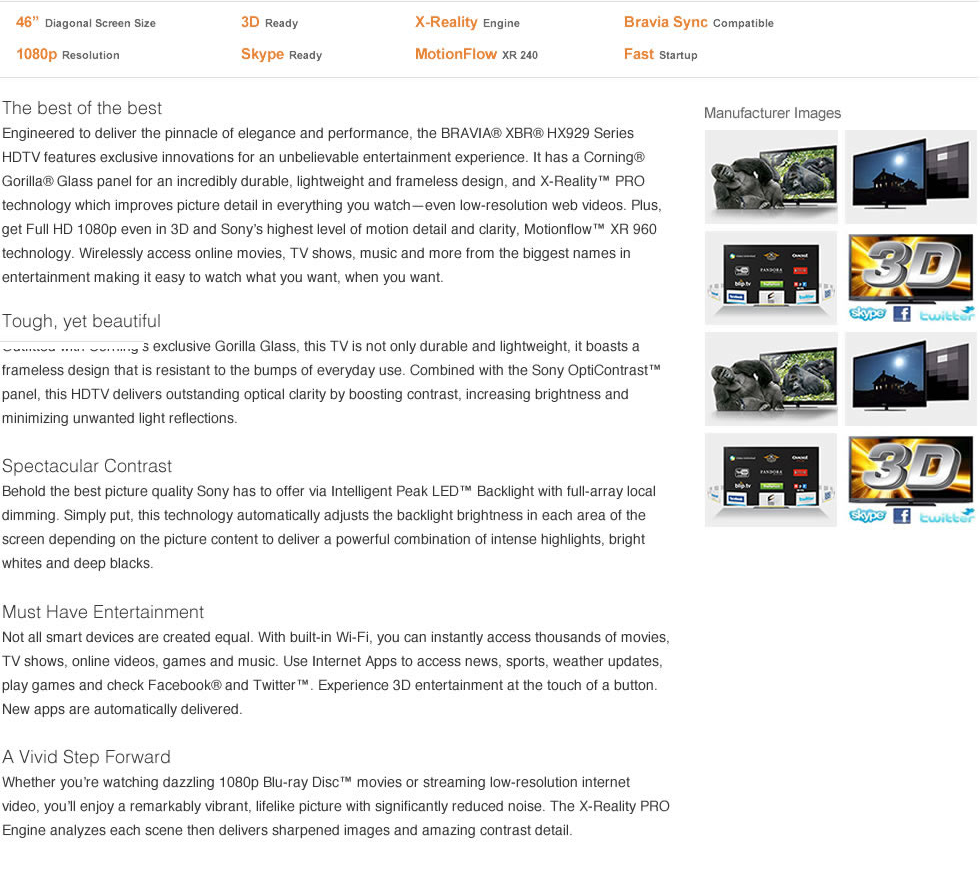 46” Diagonal Screen Size
3D Ready
X-Reality Engine
Bravia Sync Compatible
1080p Resolution
Skype Ready
MotionFlow XR 240
Fast Startup
The best of the best
Engineered to deliver the pinnacle of elegance and performance, the BRAVIA® XBR® HX929 Series
HDTV features exclusive innovations for an unbelievable entertainment experience. It has a Corning®
Gorilla® Glass panel for an incredibly durable, lightweight and frameless design, and X-Reality™ PRO
technology which improves picture detail in everything you watch—even low-resolution web videos. Plus,
get Full HD 1080p even in 3D and Sony’s highest level of motion detail and clarity, Motionflow™ XR 960
technology. Wirelessly access online movies, TV shows, music and more from the biggest names in
entertainment making it easy to watch what you want, when you want.
Tough, yet beautiful
s exclusive Gorilla Glass, this TV is not only durable and lightweight, it boasts a
frameless design that is resistant to the bumps of everyday use. Combined with the Sony OptiContrast™
panel, this HDTV delivers outstanding optical clarity by boosting contrast, increasing brightness and
minimizing unwanted light reflections.
Spectacular Contrast
Behold the best picture quality Sony has to offer via Intelligent Peak LED™ Backlight with full-array local
dimming. Simply put, this technology automatically adjusts the backlight brightness in each area of the
screen depending on the picture content to deliver a powerful combination of intense highlights, bright
whites and deep blacks.
Must Have Entertainment
Not all smart devices are created equal. With built-in Wi-Fi, you can instantly access thousands of movies,
TV shows, online videos, games and music. Use Internet Apps to access news, sports, weather updates,
play games and check Facebook® and Twitter™. Experience 3D entertainment at the touch of a button.
New apps are automatically delivered.
A Vivid Step Forward
Whether you’re watching dazzling 1080p Blu-ray Disc™ movies or streaming low-resolution internet
video, you’ll enjoy a remarkably vibrant, lifelike picture with significantly reduced noise. The X-Reality PRO
Engine analyzes each scene then delivers sharpened images and amazing contrast detail.
Manufacturer Images
PANDORA
blip.tv
3D
skype f twitter
PANDORA
blip.tv
3D
skype f twitter